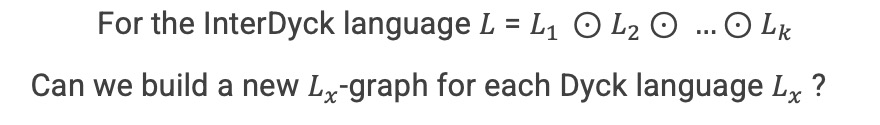 For the InterDyck language L = L₁ ⊙ L₂ ⊙ ... ⊙ Lₖ
Can we build a new Lₓ-graph for each Dyck language Lₓ ?